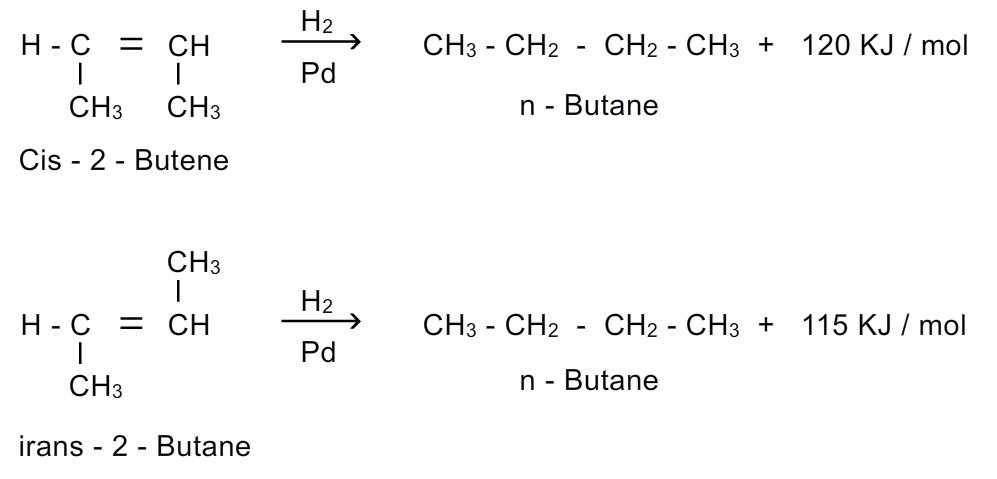 H2
H - C = CH CH3 - CH2 - CH2 - CH3 + 120 KJ / mol
Pd
CH3 CH3 n - Butane
Cis - 2 - Butene
CH3
H2
H - C = CH CH3 - CH2 - CH2 - CH3 + 115 KJ / mol
Pd
CH3 n - Butane
irans - 2 - Butane